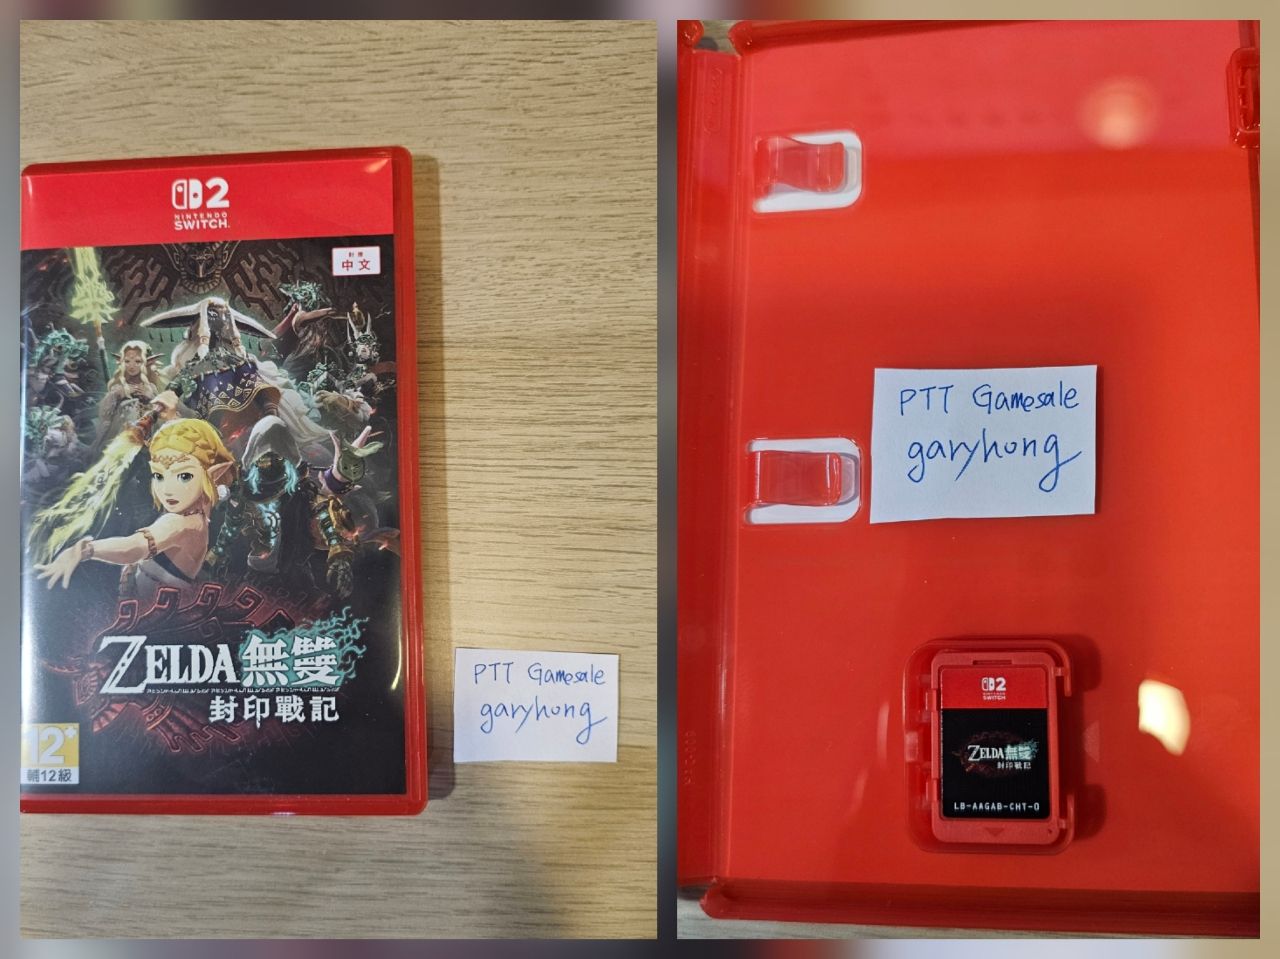 2
NINTENDO
SWITCH
對應
中文
ZELDA無雙
封印戰記
12+
輔12級
PTT Gamesale
garyhong
PTT Gamesale
garyhong
2
NINTENDO
SWITCH
ZELDA無雙
封印戰記
LB-AAGAB-CHT-0